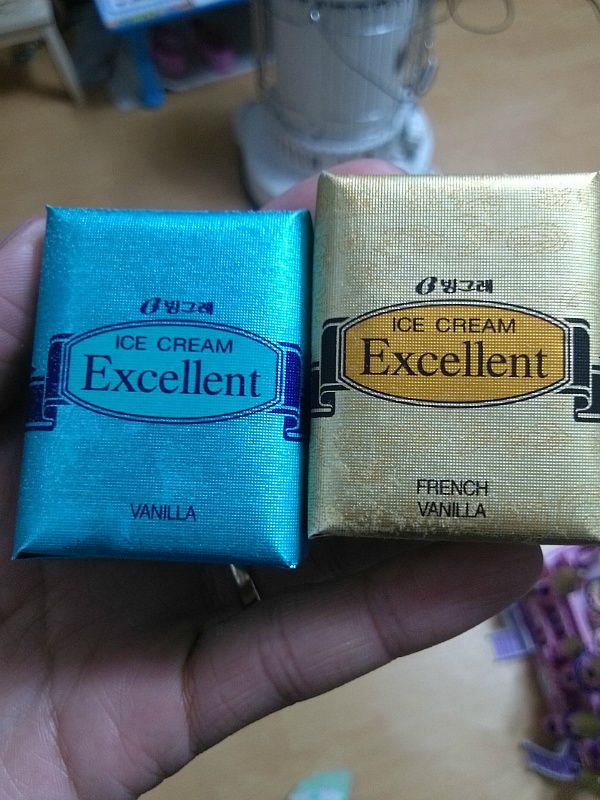 빙그레
ICE CREAM
Excellent
VANILLA
빙그레
ICE CREAM
Excellent
FRENCH
VANILLA